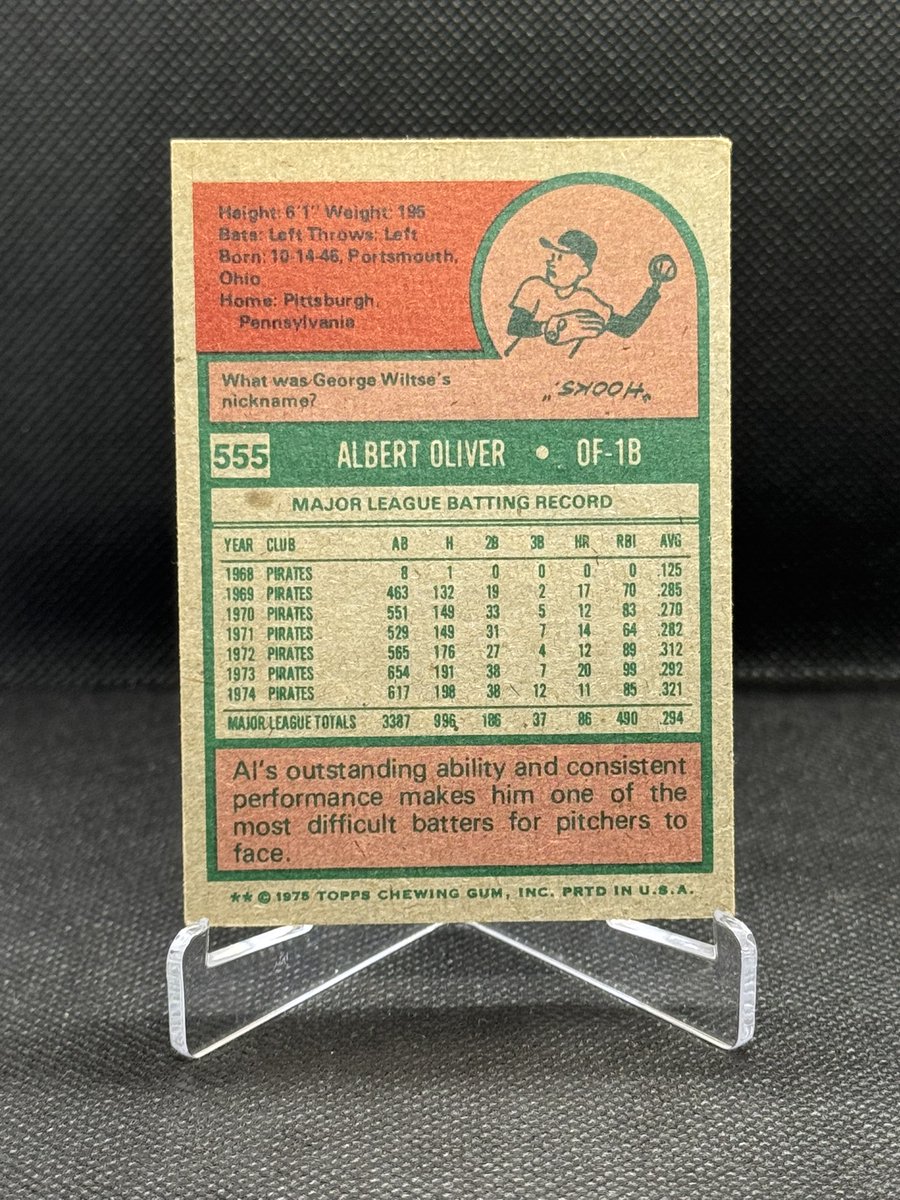 Height: 6'1" Weight: 195
Bats: Left Throws: Left
Born: 10-14-46, Portsmouth,
Ohio
Home: Pittsburgh,
Pennsylvania
What was George Wiltse's
nickname?
"HOOKS."
555 ALBERT OLIVER • OF-1B
MAJOR LEAGUE BATTING RECORD
YEAR CLUB AB H 2B 3B HR RBI AVG
1968 PIRATES 8 1 0 0 0 0 .125
1969 PIRATES 463 132 19 2 17 70 .285
1970 PIRATES 551 149 33 5 12 83 .270
1971 PIRATES 529 149 31 7 14 64 .282
1972 PIRATES 565 176 27 4 12 89 .312
1973 PIRATES 654 191 38 7 20 99 .292
1974 PIRATES 617 198 38 12 11 85 .321
MAJOR LEAGUE TOTALS 3387 996 186 37 86 490 .294
Al's outstanding ability and consistent
performance makes him one of the
most difficult batters for pitchers to
face.
** © 1975 TOPPS CHEWING GUM, INC. PRTD IN U.S.A.